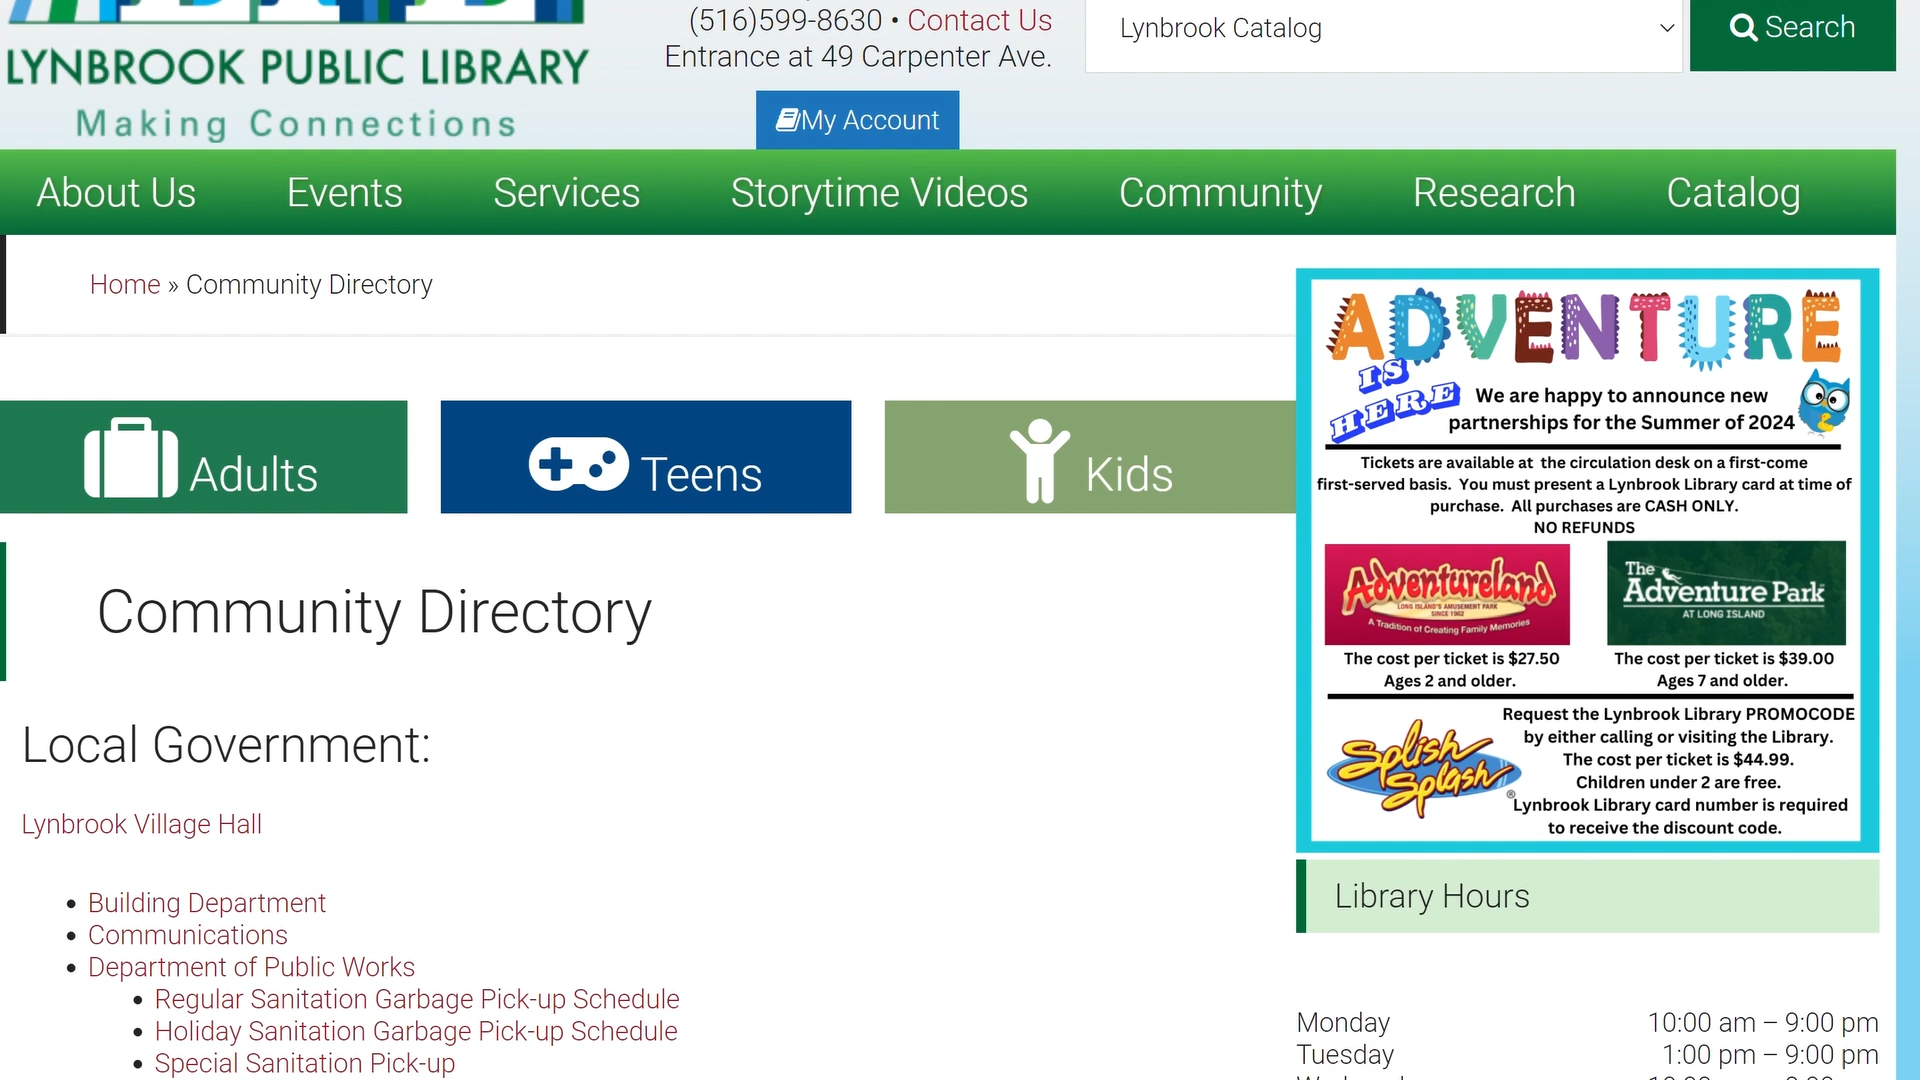 (516)599-8630 • Contact Us
Entrance at 49 Carpenter Ave.
Lynbrook Catalog
Search
LYNBROOK PUBLIC LIBRARY
Making Connections
My Account
About Us
Events
Services
Storytime Videos
Community
Research
Catalog
Home » Community Directory
Adults
Teens
Kids
Community Directory
Local Government:
Lynbrook Village Hall
• Building Department
• Communications
• Department of Public Works
• Regular Sanitation Garbage Pick-up Schedule
• Holiday Sanitation Garbage Pick-up Schedule
• Special Sanitation Pick-up
ADVENTURE
IS
HERE
We are happy to announce new
partnerships for the Summer of 2024
Tickets are available at the circulation desk on a first-come
first-served basis. You must present a Lynbrook Library card at time of
purchase. All purchases are CASH ONLY.
NO REFUNDS
Adventureland
LONG ISLAND'S AMUSEMENT PARK
SINCE 1962
A Tradition of Creating Family Memories
The cost per ticket is $27.50
Ages 2 and older.
The
Adventure Park
AT LONG ISLAND
The cost per ticket is $39.00
Ages 7 and older.
Splish
Splash®
Request the Lynbrook Library PROMOCODE
by either calling or visiting the Library.
The cost per ticket is $44.99.
Children under 2 are free.
Lynbrook Library card number is required
to receive the discount code.
Library Hours
Monday 10:00 am – 9:00 pm
Tuesday 1:00 pm – 9:00 pm